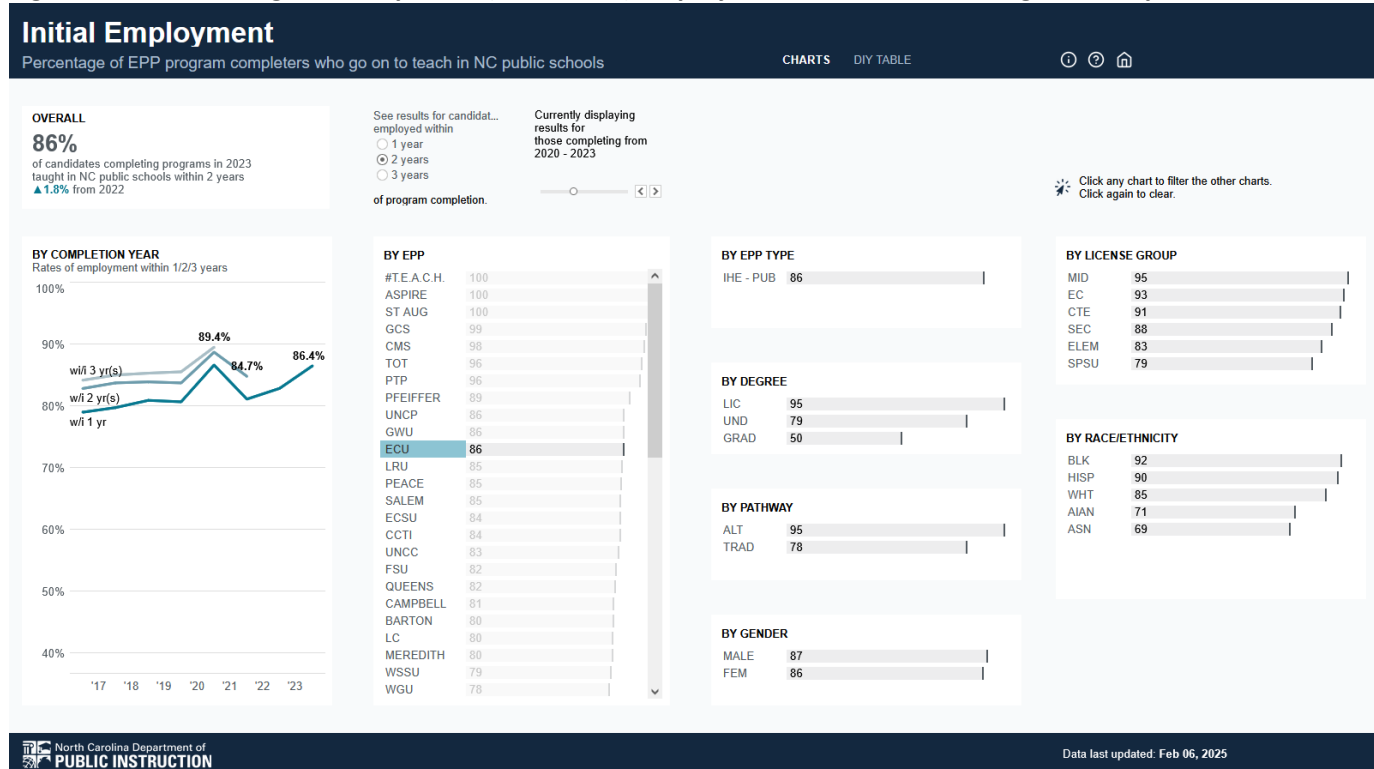 Initial Employment
Percentage of EPP program completers who go on to teach in NC public schools
CHARTS DIY TABLE
OVERALL
86%
of candidates completing programs in 2023
taught in NC public schools within 2 years
▲1.8% from 2022
See results for candidat...
employed within
1 year
2 years
3 years
of program completion.
Currently displaying
results for
those completing from
2020 - 2023
Click any chart to filter the other charts.
Click again to clear.
BY COMPLETION YEAR
Rates of employment within 1/2/3 years
100%
90%
80%
70%
60%
50%
40%
wi/i 3 yr(s)
w/i 2 yr(s)
w/i 1 yr
89.4%
84.7%
86.4%
'17 '18 '19 '20 '21 '22 '23
BY EPP
#T.E.A.C.H. 100
ASPIRE 100
ST AUG 100
GCS 99
CMS 98
TOT 96
PTP 96
PFEIFFER 89
UNCP 86
GWU 86
ECU 86
LRU 85
PEACE 85
SALEM 85
ECSU 84
CCTI 84
UNCC 83
FSU 82
QUEENS 82
CAMPBELL 81
BARTON 80
LC 80
MEREDITH 80
WSSU 79
WGU 78
BY EPP TYPE
IHE - PUB 86
BY DEGREE
LIC 95
UND 79
GRAD 50
BY PATHWAY
ALT 95
TRAD 78
BY GENDER
MALE 87
FEM 86
BY LICENSE GROUP
MID 95
EC 93
CTE 91
SEC 88
ELEM 83
SPSU 79
BY RACE/ETHNICITY
BLK 92
HISP 90
WHT 85
AIAN 71
ASN 69
North Carolina Department of
PUBLIC INSTRUCTION
Data last updated: Feb 06, 2025